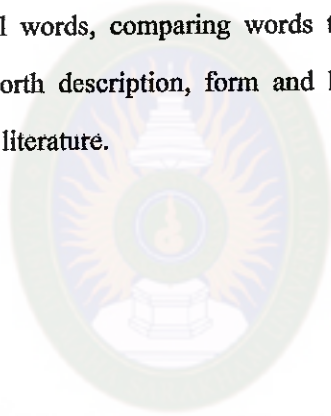 words, comparing words t
orth description, form and
literature.